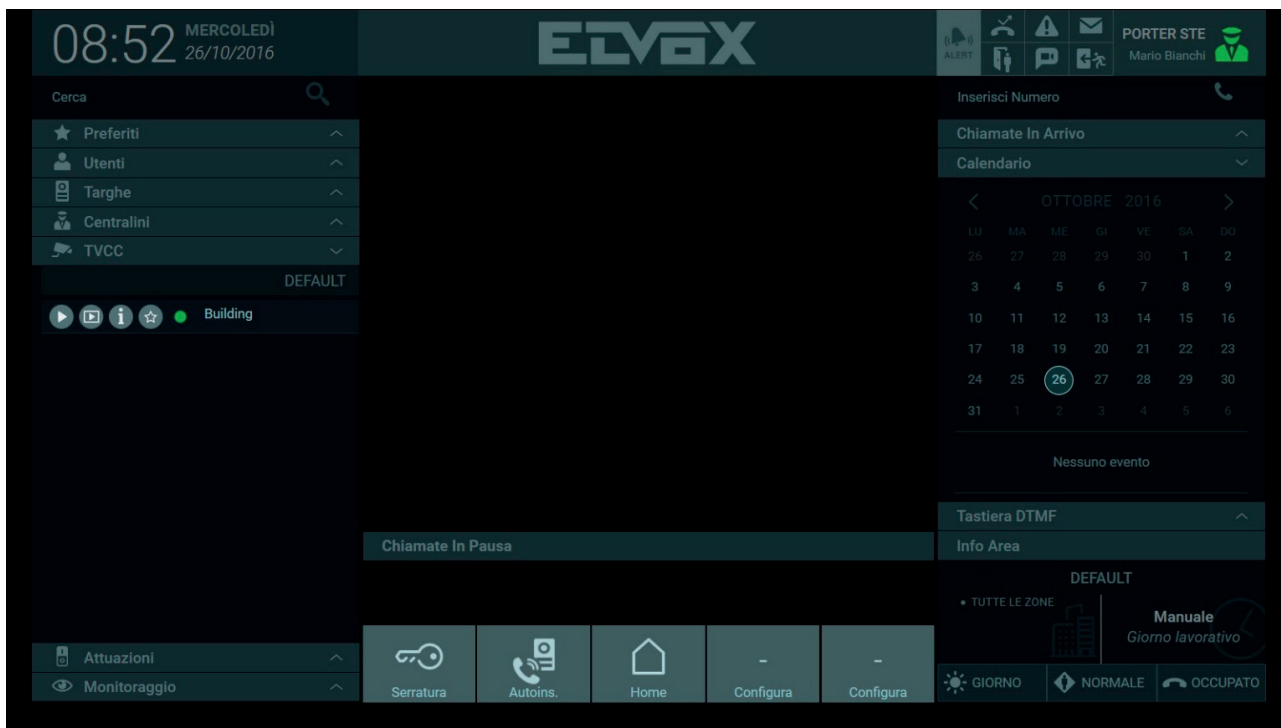 08:52 MERCOLEDÌ
26/10/2016
ELVOX
ALERT
PORTER STE
Mario Bianchi
Cerca
Preferiti
Utenti
Targhe
Centralini
TVCC
DEFAULT
Building
Attuazioni
Monitoraggio
Chiamate In Pausa
Serratura
Autoins.
Home
-
Configura
-
Configura
Inserisci Numero
Chiamate In Arrivo
Calendario
OTTOBRE 2016
LU MA ME GI VE SA DO
26 27 28 29 30 1 2
3 4 5 6 7 8 9
10 11 12 13 14 15 16
17 18 19 20 21 22 23
24 25 26 27 28 29 30
31 1 2 3 4 5 6
Nessuno evento
Tastiera DTMF
Info Area
DEFAULT
• TUTTE LE ZONE
Manuale
Giorno lavorativo
GIORNO
NORMALE
OCCUPATO